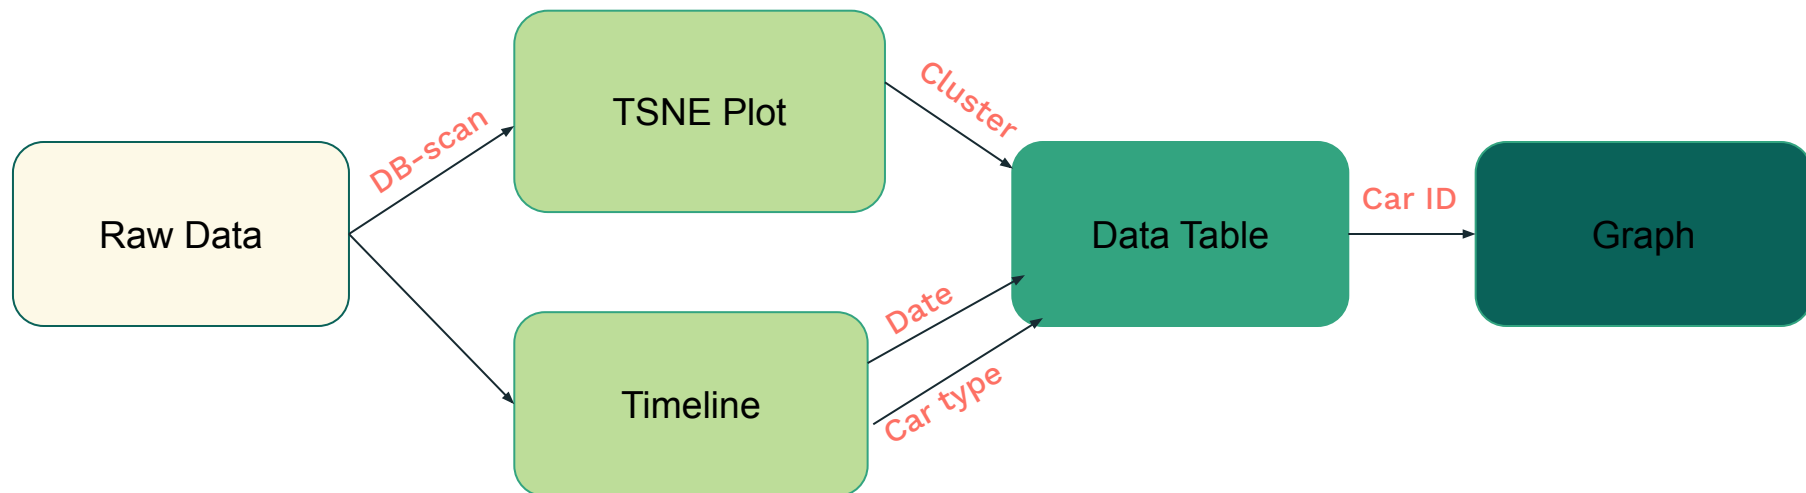 Raw Data
DB-scan
TSNE Plot
Timeline
Cluster
Date
Car type
Data Table
Car ID
Graph